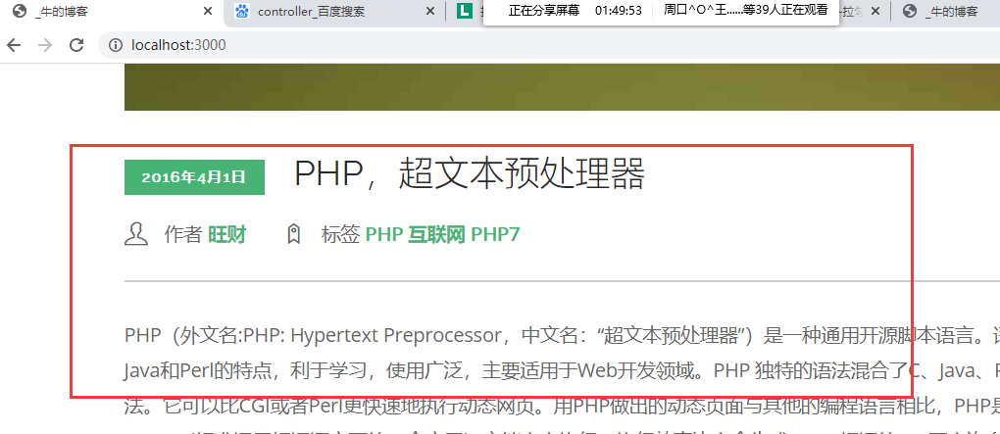 _牛的博客
controller_百度搜索
正在分享屏幕 01:49:53 周口^O^王......等39人正在观看
_牛的博客
localhost:3000
2016年4月1日
PHP，超文本预处理器
作者 旺财
标签 PHP 互联网 PHP7
PHP（外文名:PHP: Hypertext Preprocessor，中文名：“超文本预处理器”）是一种通用开源脚本语言。
Java和Perl的特点，利于学习，使用广泛，主要适用于Web开发领域。PHP 独特的语法混合了C、Java、
法。它可以比CGI或者Perl更快速地执行动态网页。用PHP做出的动态页面与其他的编程语言相比，PHP是